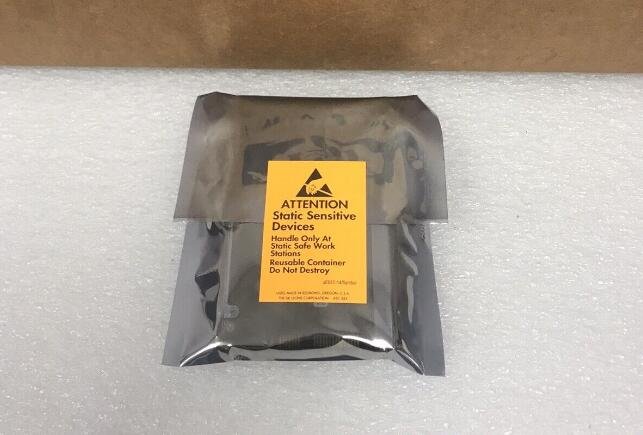 ATTENTION
Static Sensitive
Devices
Handle Only At
Static Safe Work
Stations
Reusable Container
Do Not Destroy